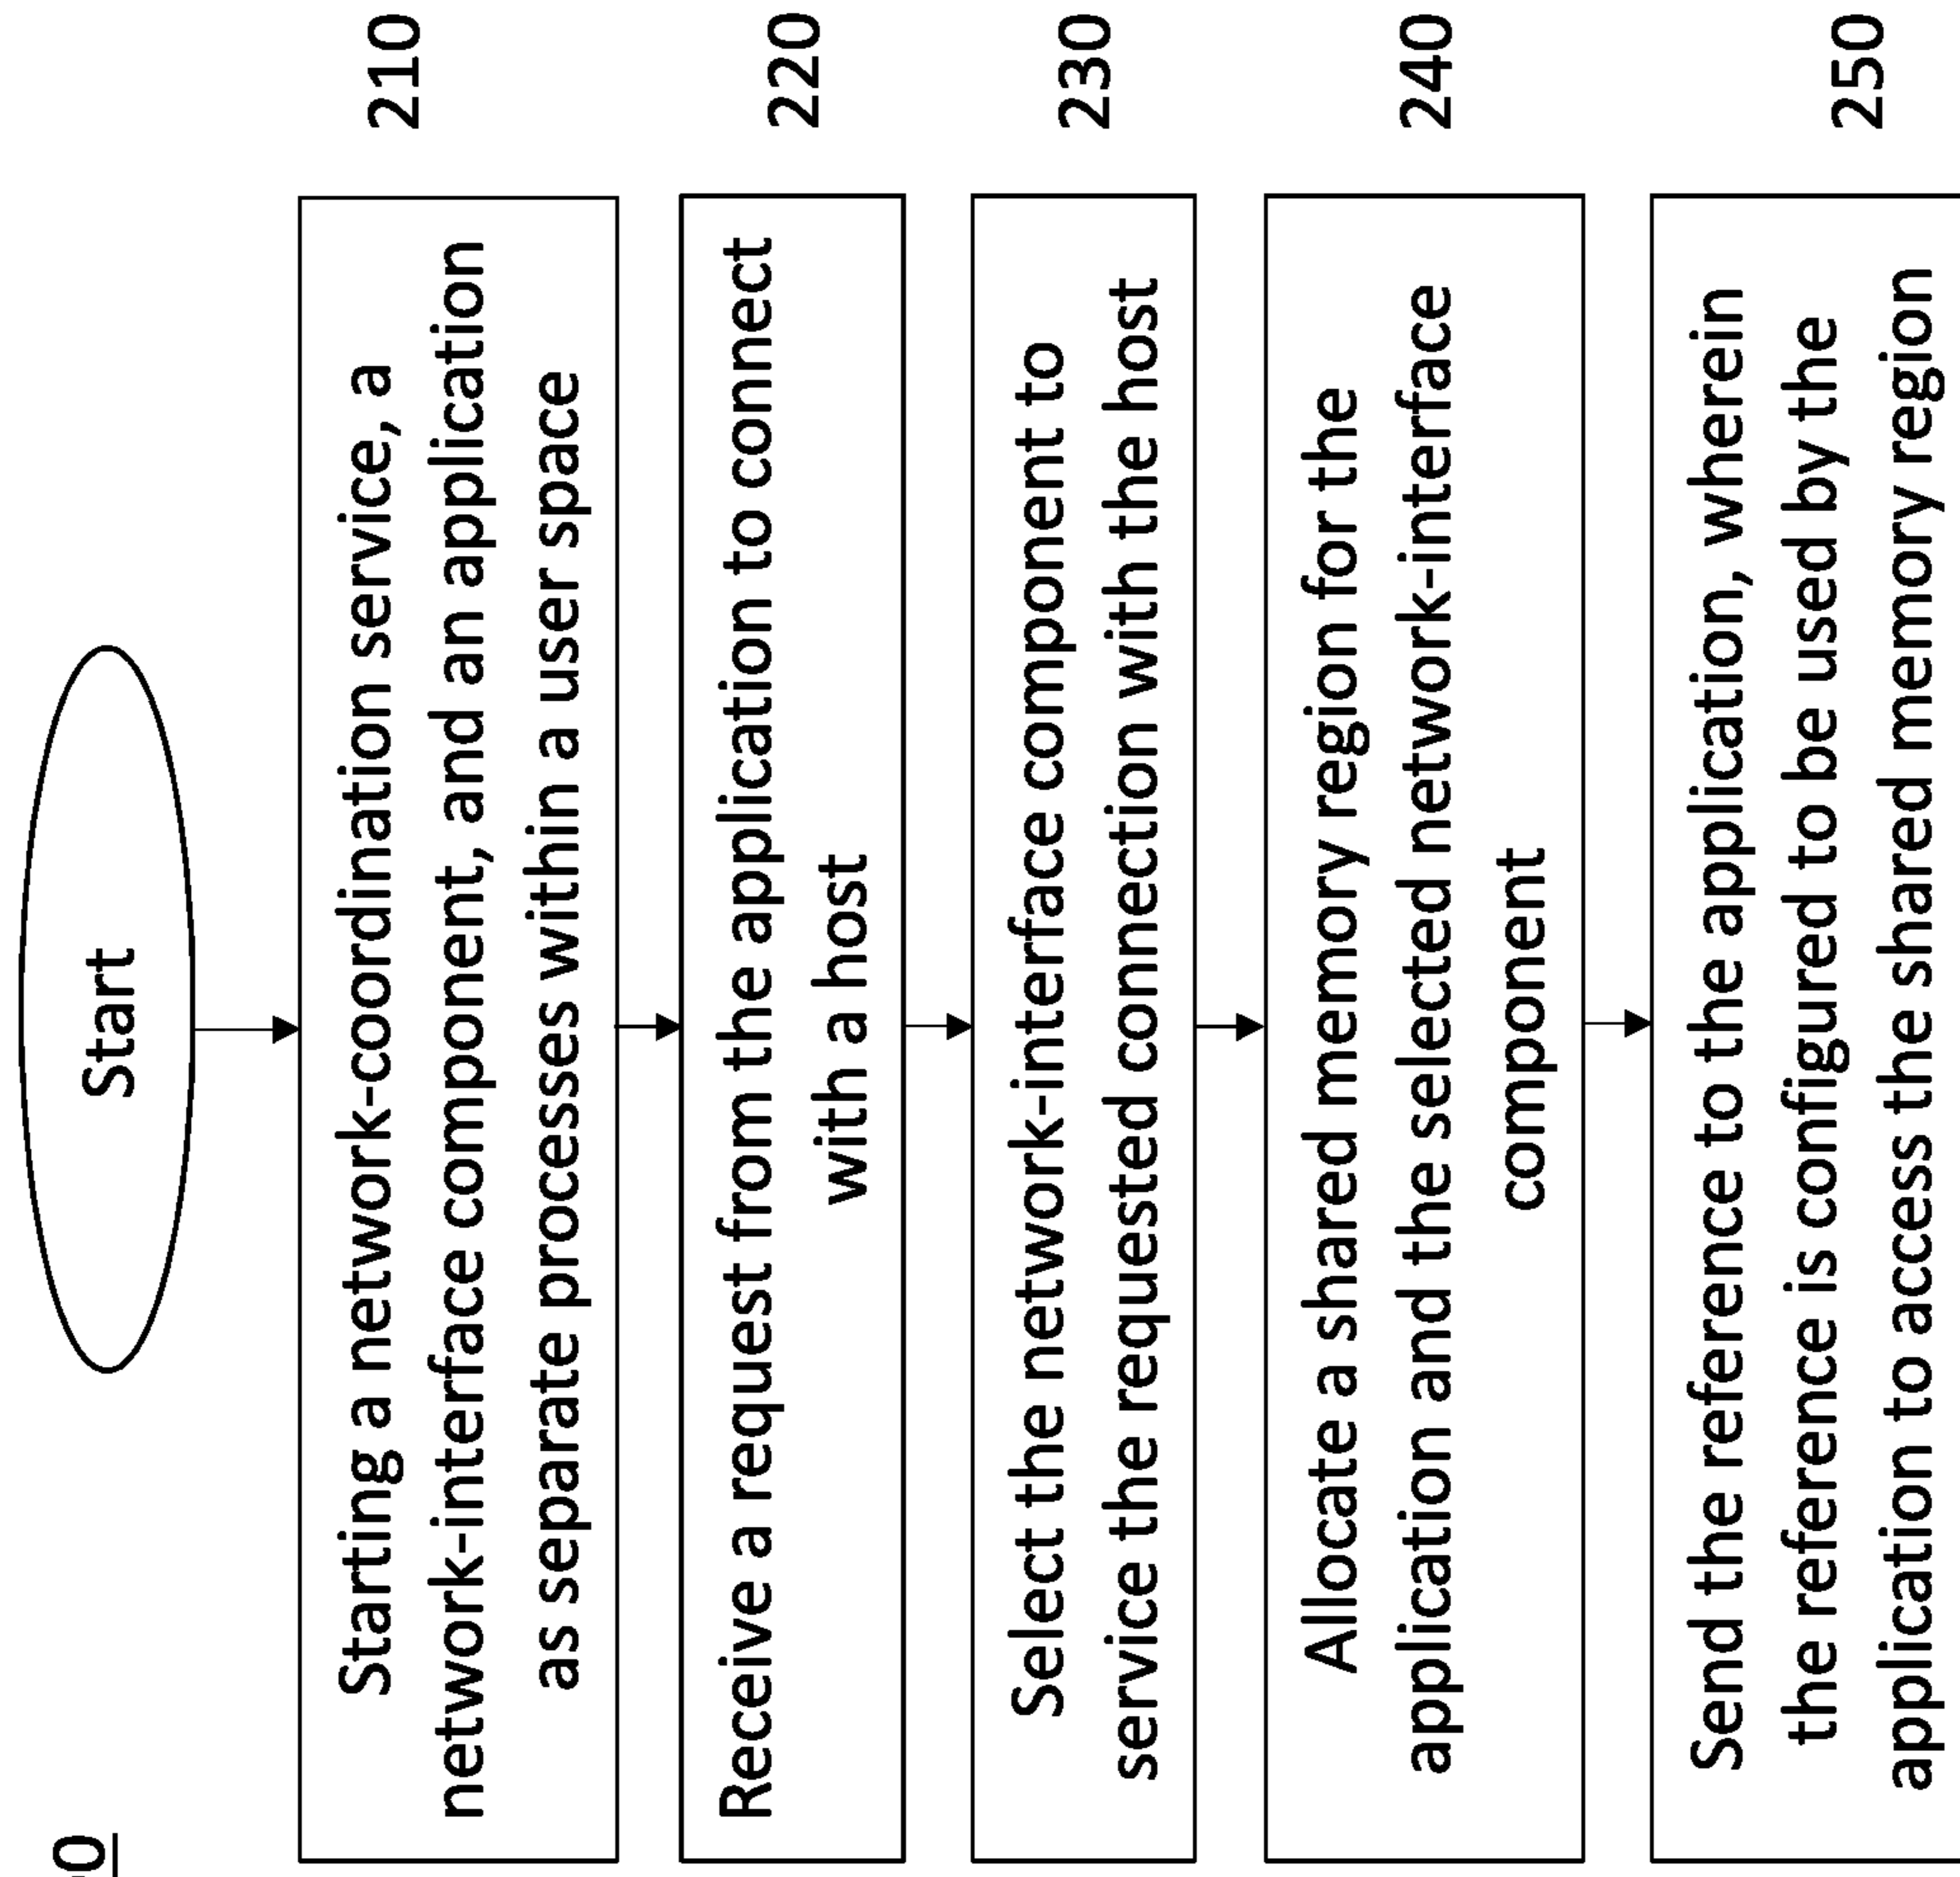 Start
Starting a network-coordination service, a
network-interface component, and an application
as separate processes within a user space
210
Receive a request from the application to connect
with a host
220
Select the network-interface component to
service the requested connection with the host
230
Allocate a shared memory region for the
application and the selected network-interface
component
240
Send the reference to the application, wherein
the reference is configured to be used by the
application to access the shared memory region
250